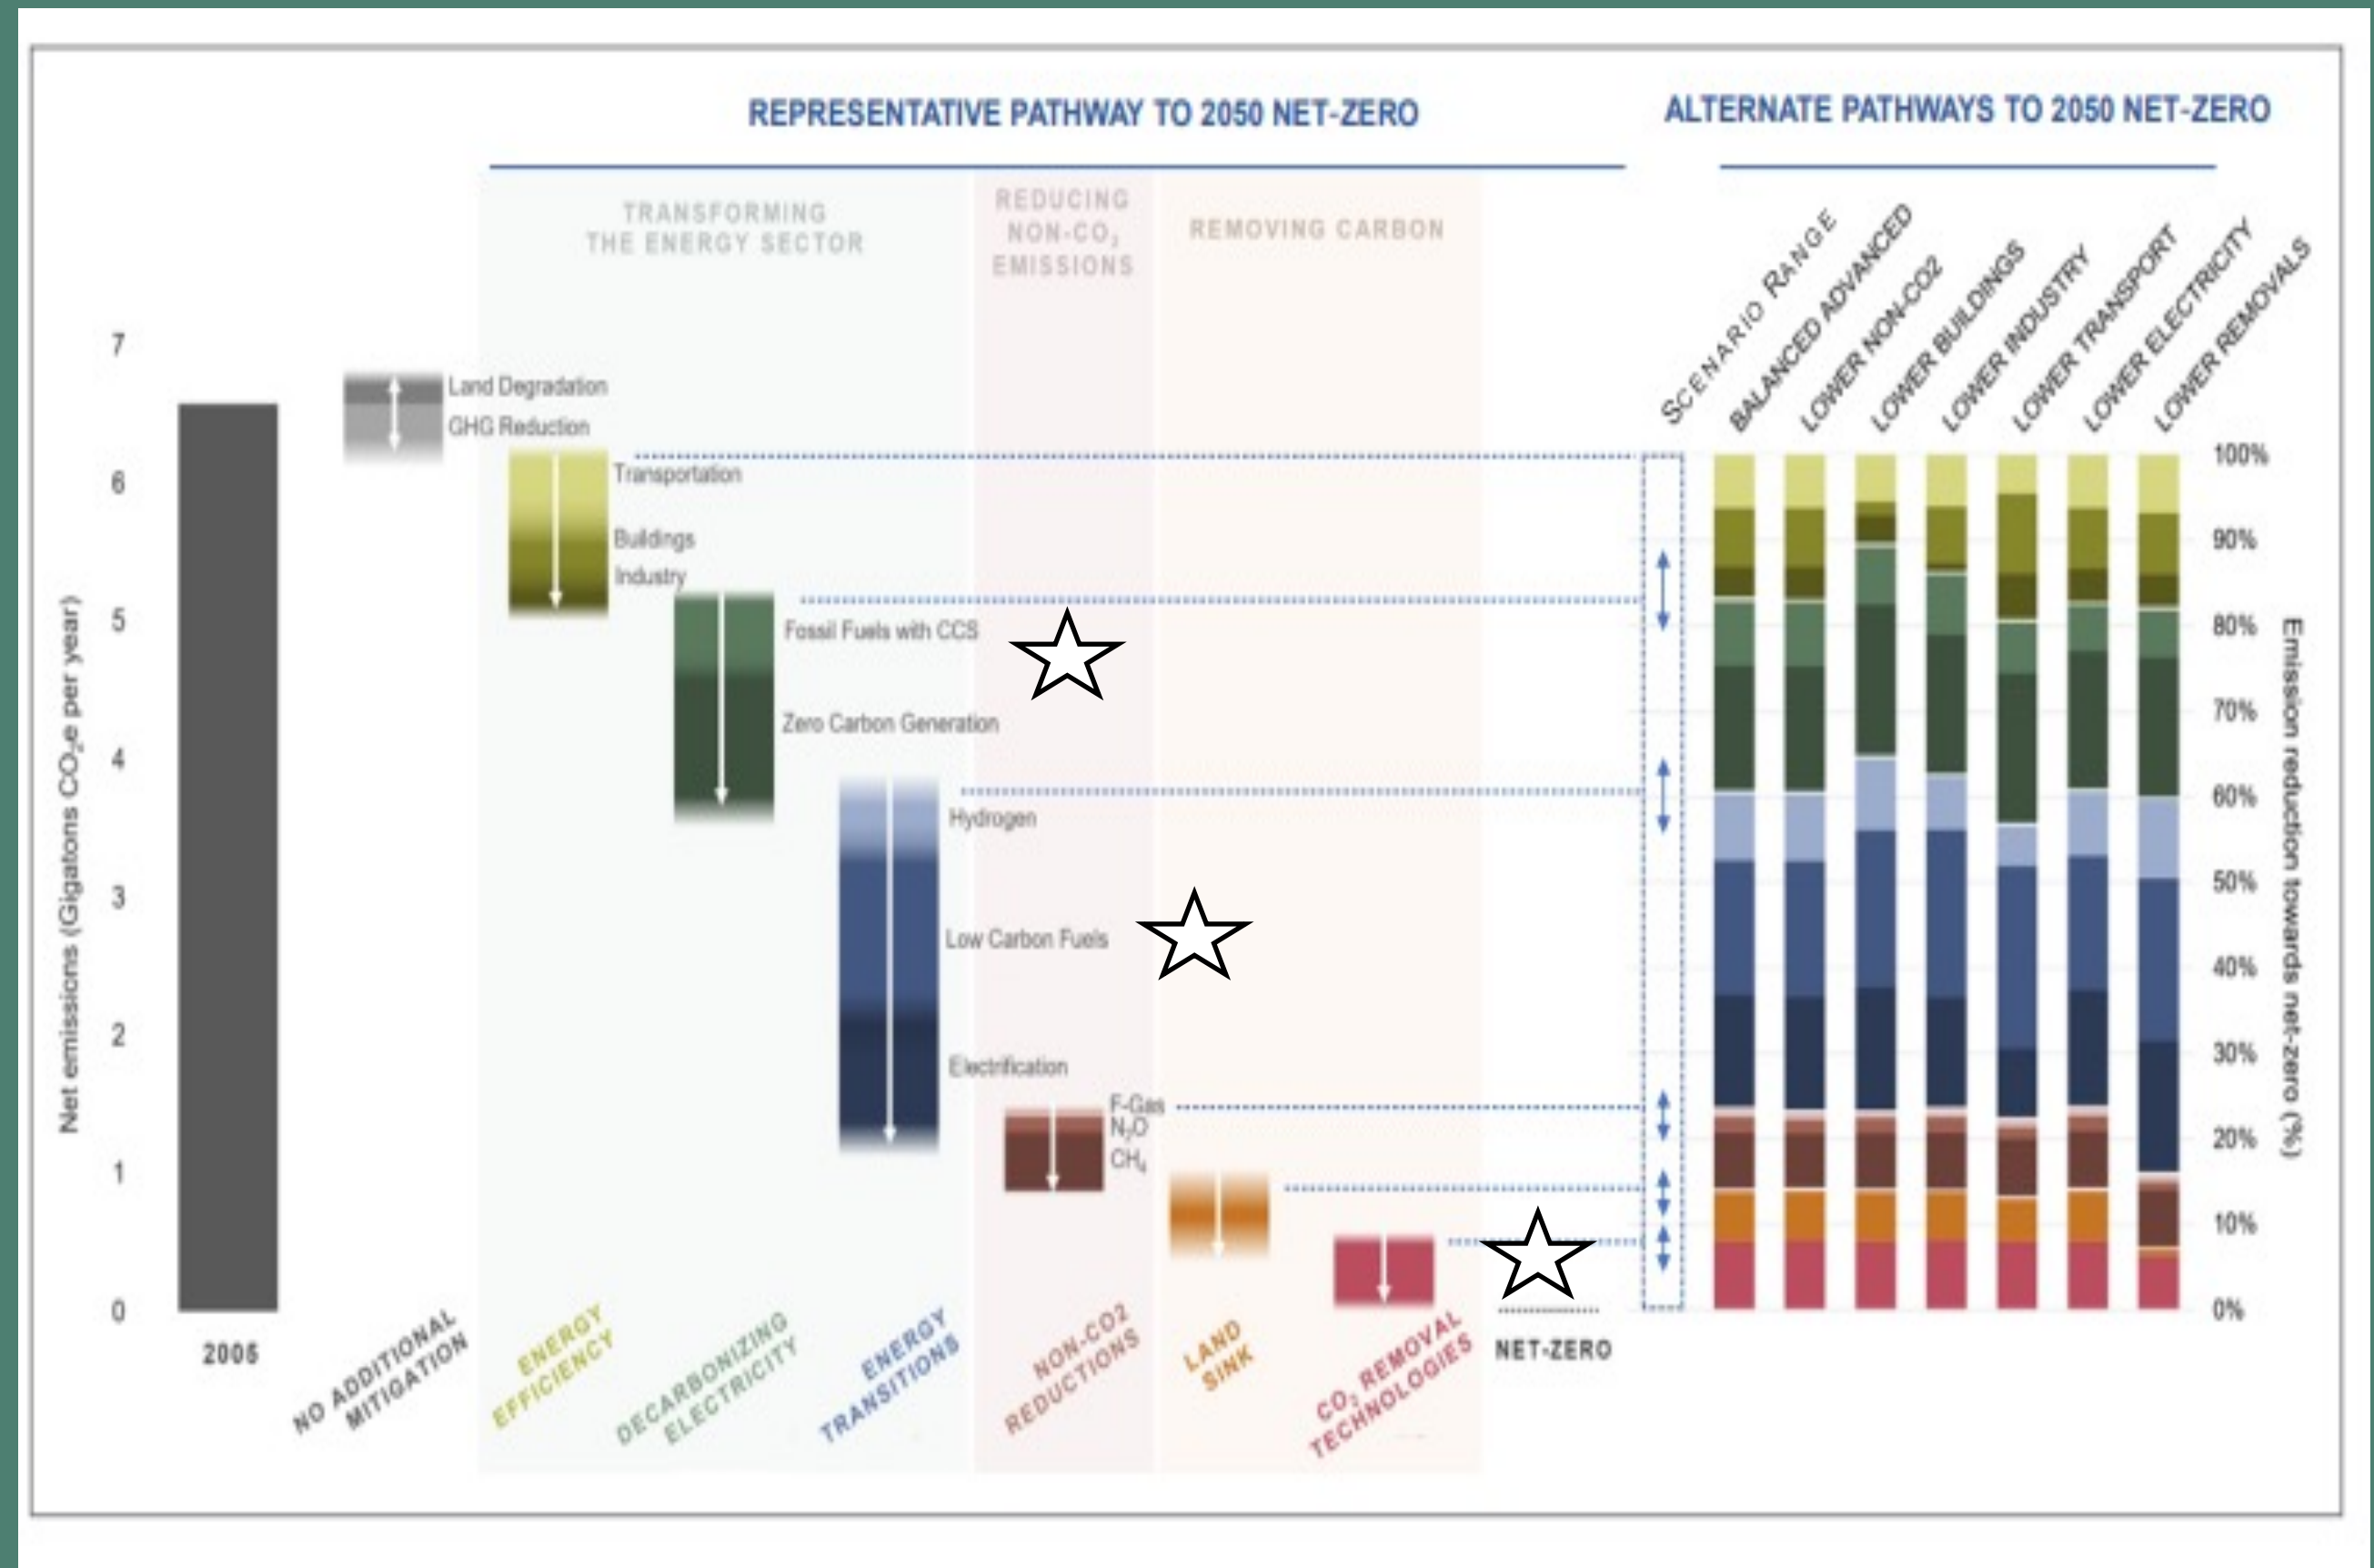 REPRESENTATIVE PATHWAY TO 2050 NET-ZERO
ALTERNATE PATHWAYS TO 2050 NET-ZERO
TRANSFORMING
THE ENERGY SECTOR
REDUCING
NON-CO₂
EMISSIONS
REMOVING CARBON
SCENARIO RANGE
BALANCED ADVANCED
LOWER NON-CO2
LOWER BUILDINGS
LOWER INDUSTRY
LOWER TRANSPORT
LOWER ELECTRICITY
LOWER REMOVALS
Net emissions (Gigatons CO₂e per year)
7
6
5
4
3
2
1
0
Land Degradation
GHG Reduction
Transportation
Buildings
Industry
Fossil Fuels with CCS
Zero Carbon Generation
Hydrogen
Low Carbon Fuels
Electrification
F-Gas
N₂O
CH₄
100%
90%
80%
70%
60%
50%
40%
30%
20%
10%
0%
Emission reduction towards net-zero (%)
2005
NO ADDITIONAL
MITIGATION
ENERGY
EFFICIENCY
DECARBONIZING
ELECTRICITY
ENERGY
TRANSITIONS
NON-CO2
REDUCTIONS
LAND
SINK
CO₂ REMOVAL
TECHNOLOGIES
NET-ZERO